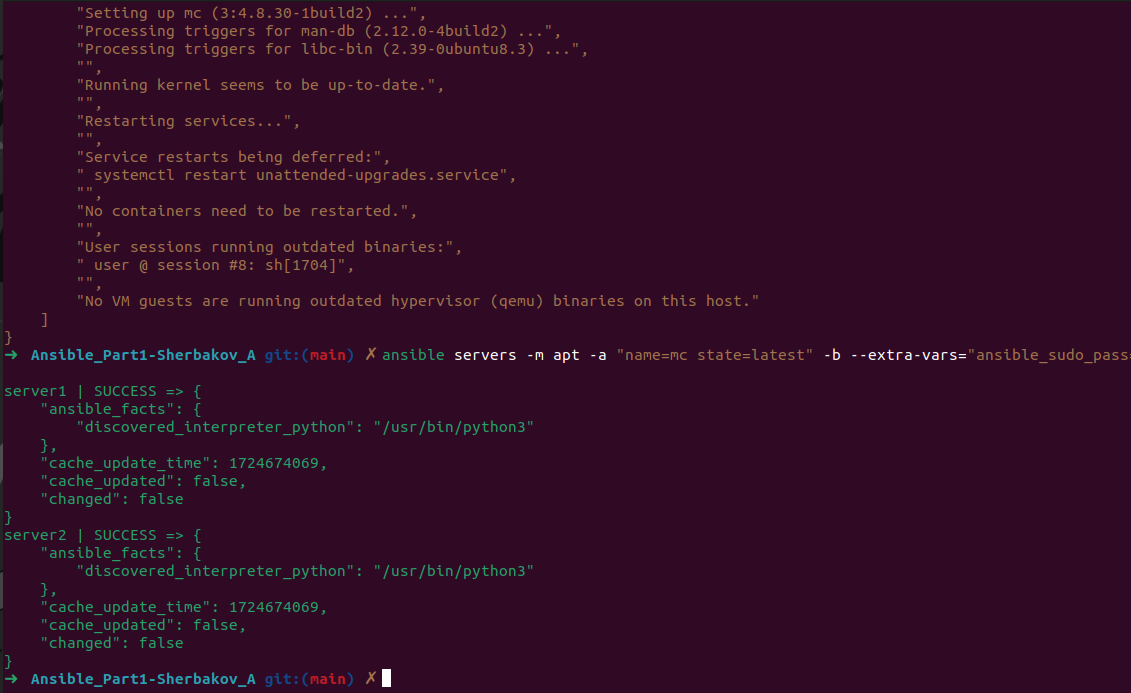 "Setting up mc (3:4.8.30-1build2) ...",
        "Processing triggers for man-db (2.12.0-4build2) ...",
        "Processing triggers for libc-bin (2.39-0ubuntu8.3) ...",
        "",
        "Running kernel seems to be up-to-date.",
        "",
        "Restarting services...",
        "",
        "Service restarts being deferred:",
        " systemctl restart unattended-upgrades.service",
        "",
        "No containers need to be restarted.",
        "",
        "User sessions running outdated binaries:",
        " user @ session #8: sh[1704]",
        "",
        "No VM guests are running outdated hypervisor (qemu) binaries on this host."
    ]
}
➜  Ansible_Part1-Sherbakov_A git:(main) ✗ ansible servers -m apt -a "name=mc state=latest" -b --extra-vars="ansible_sudo_pass=

server1 | SUCCESS => {
    "ansible_facts": {
        "discovered_interpreter_python": "/usr/bin/python3"
    },
    "cache_update_time": 1724674069,
    "cache_updated": false,
    "changed": false
}
server2 | SUCCESS => {
    "ansible_facts": {
        "discovered_interpreter_python": "/usr/bin/python3"
    },
    "cache_update_time": 1724674069,
    "cache_updated": false,
    "changed": false
}
➜  Ansible_Part1-Sherbakov_A git:(main) ✗